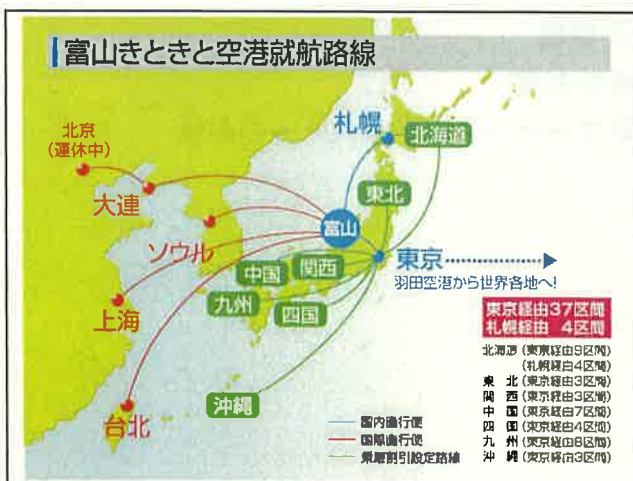 富山きときと空港就航路線
北京
(運休中)
大連
ソウル
上海
台北
富山
札幌
北海道
東北
東京
羽田空港から世界各地へ!
中国
関西
九州
四国
沖縄
東京経由37区間
札幌経由 4区間
北海道(東京経由9区間)
(札幌経由4区間)
東 北(東京経由3区間)
関 西(東京経由3区間)
中 国(東京経由7区間)
四 国(東京経由4区間)
九 州(東京経由8区間)
沖 縄(東京経由3区間)
国内直行便
国際直行便
乗継割引設定路線